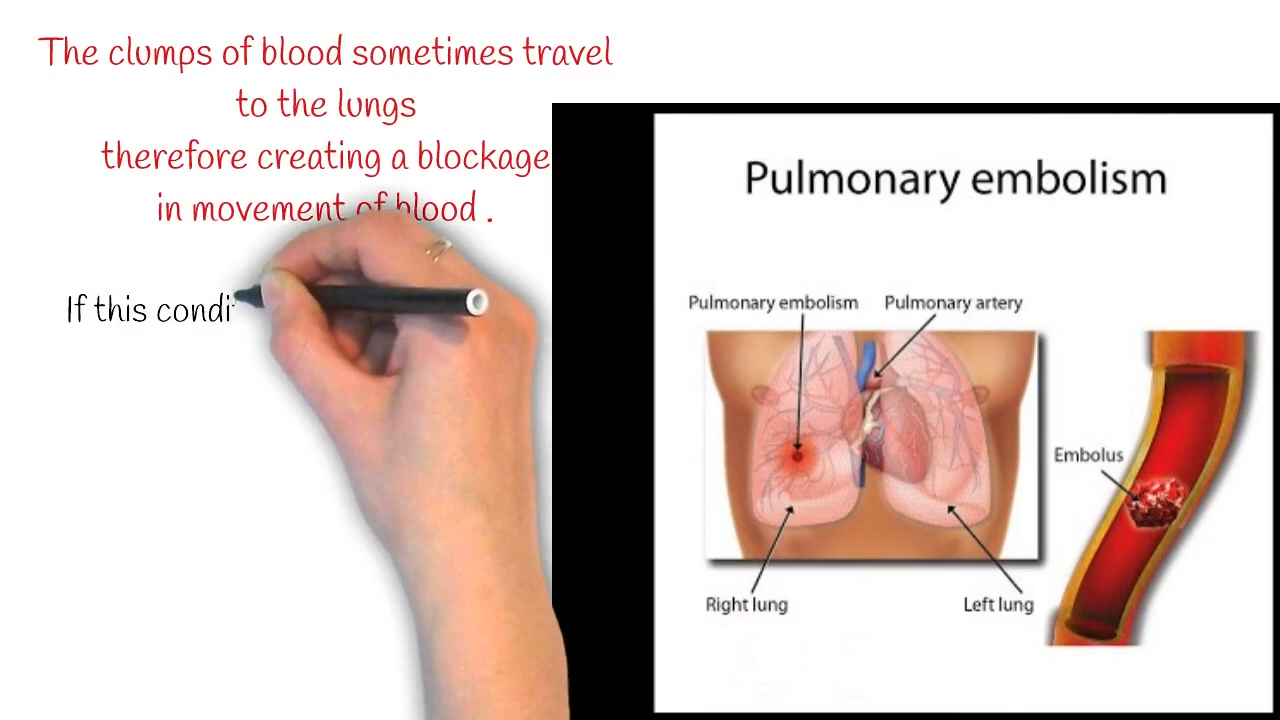 The clumps of blood sometimes travel
to the lungs
therefore creating a blockage
in movement of blood .
If this condi
Pulmonary embolism
Pulmonary embolism
Pulmonary artery
Embolus
Right lung
Left lung